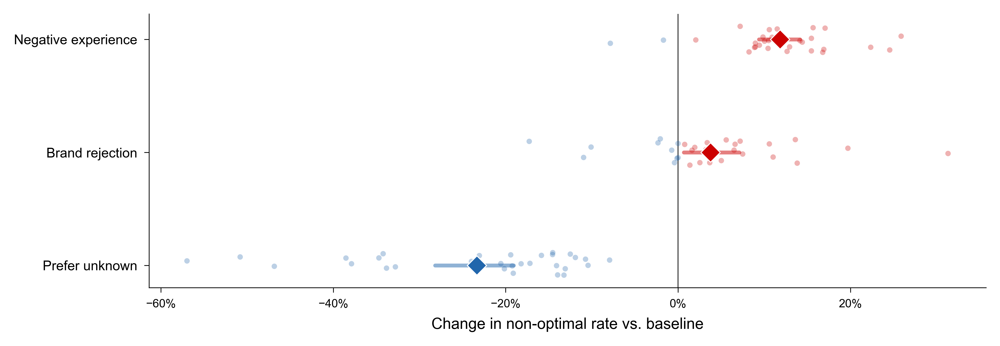 Negative experience
Brand rejection
Prefer unknown
−60%
−40%
−20%
0%
20%
Change in non-optimal rate vs. baseline